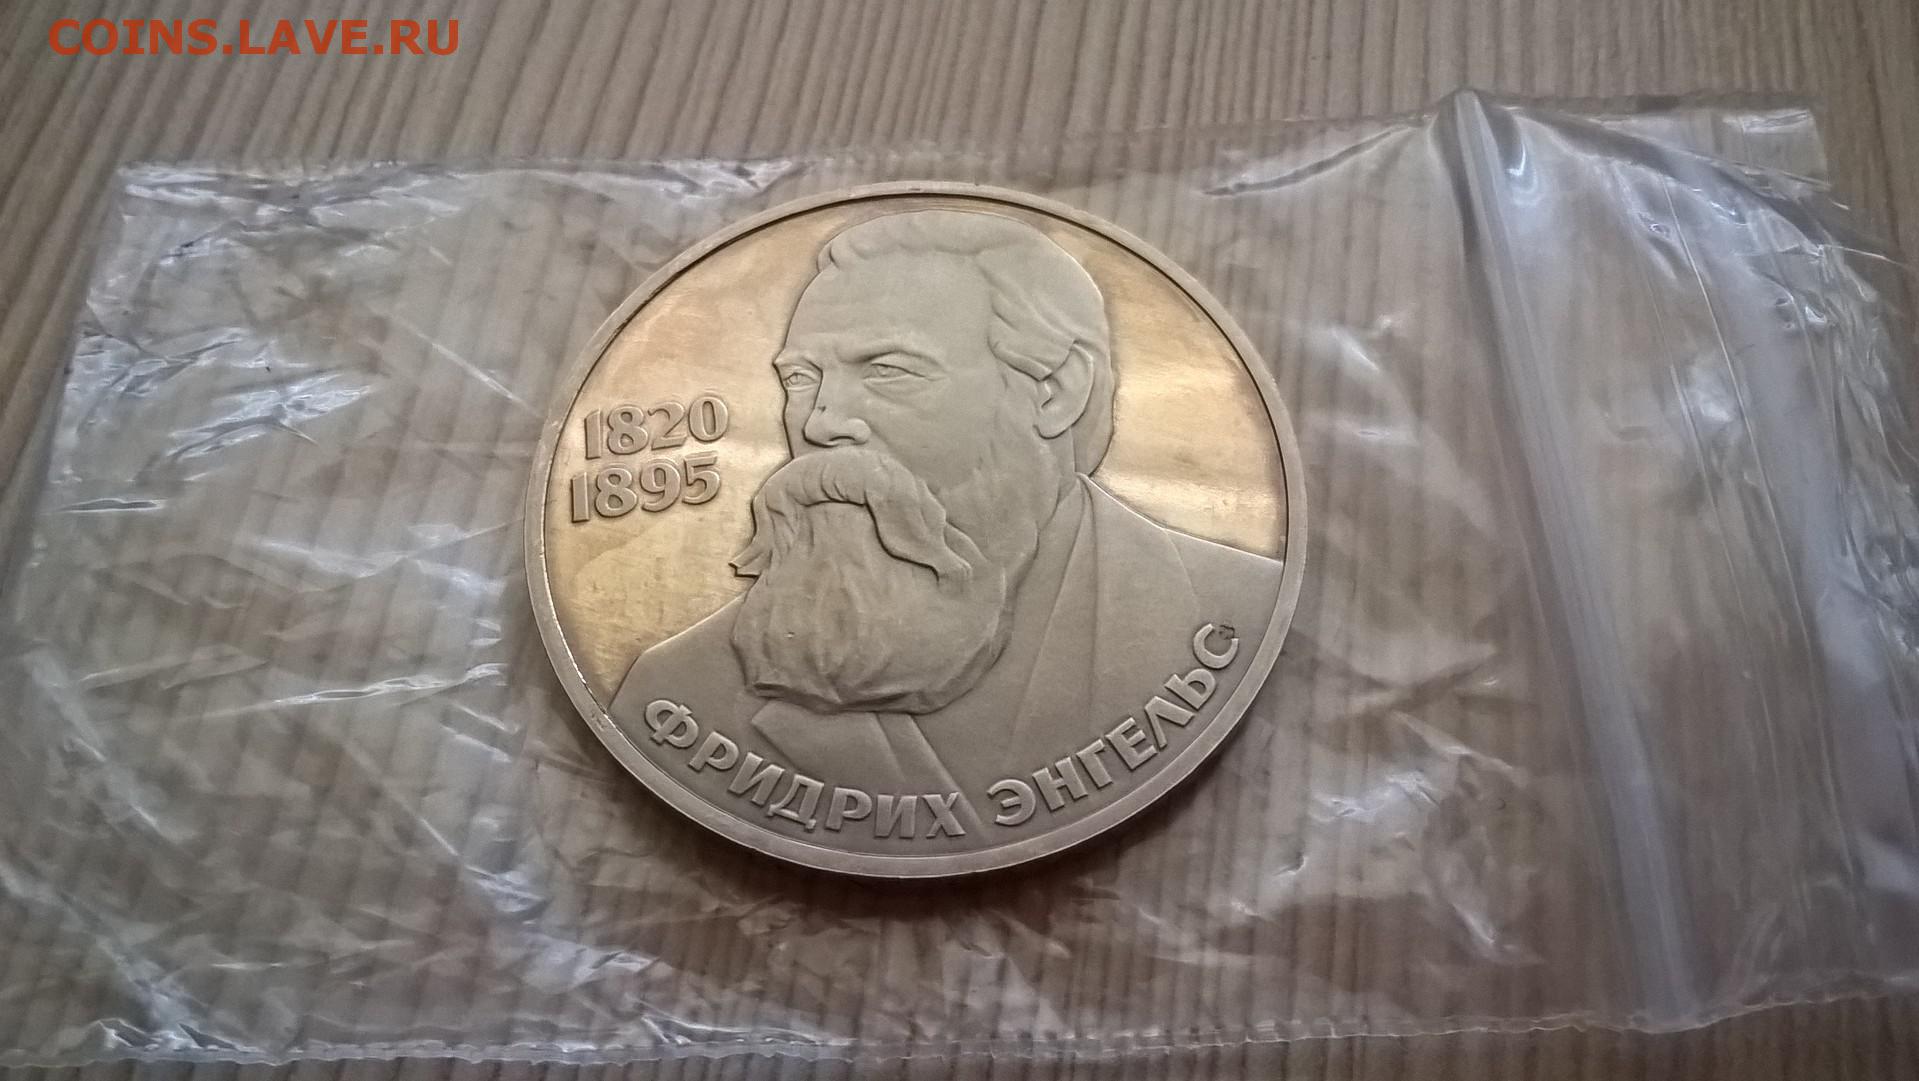 COINS.LAVE.RU
1820
1895
ФРИДРИХ ЭНГЕЛЬС